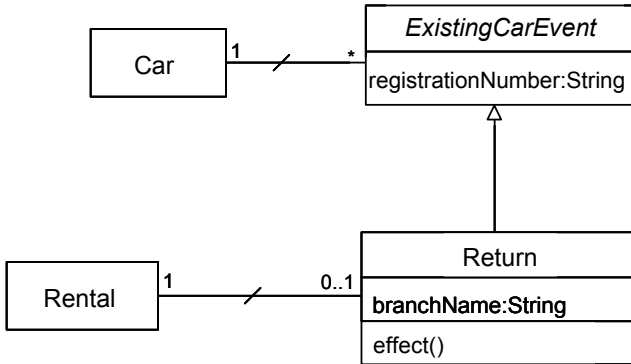 ExistingCarEvent
Car
1
*
registrationNumber:String
Return
Rental
1
0..1
branchName:String
effect()